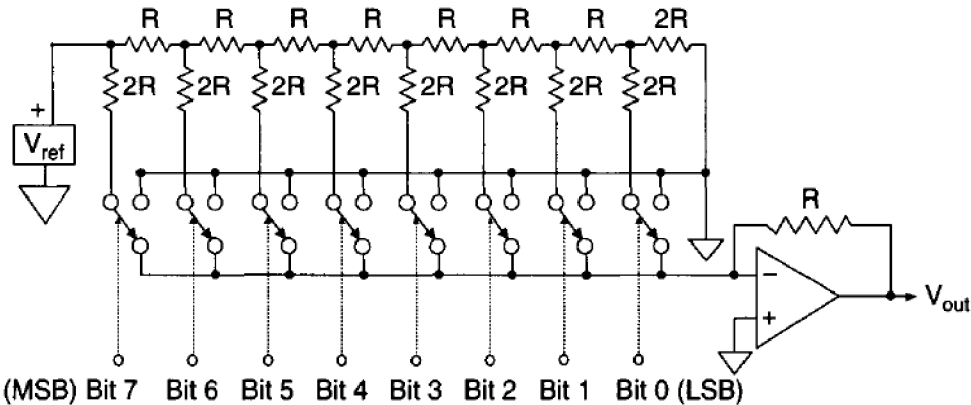 R R R R R R R 2R
2R 2R 2R 2R 2R 2R 2R 2R
+
Vref
R
−
+
Vout
(MSB) Bit 7 Bit 6 Bit 5 Bit 4 Bit 3 Bit 2 Bit 1 Bit 0 (LSB)